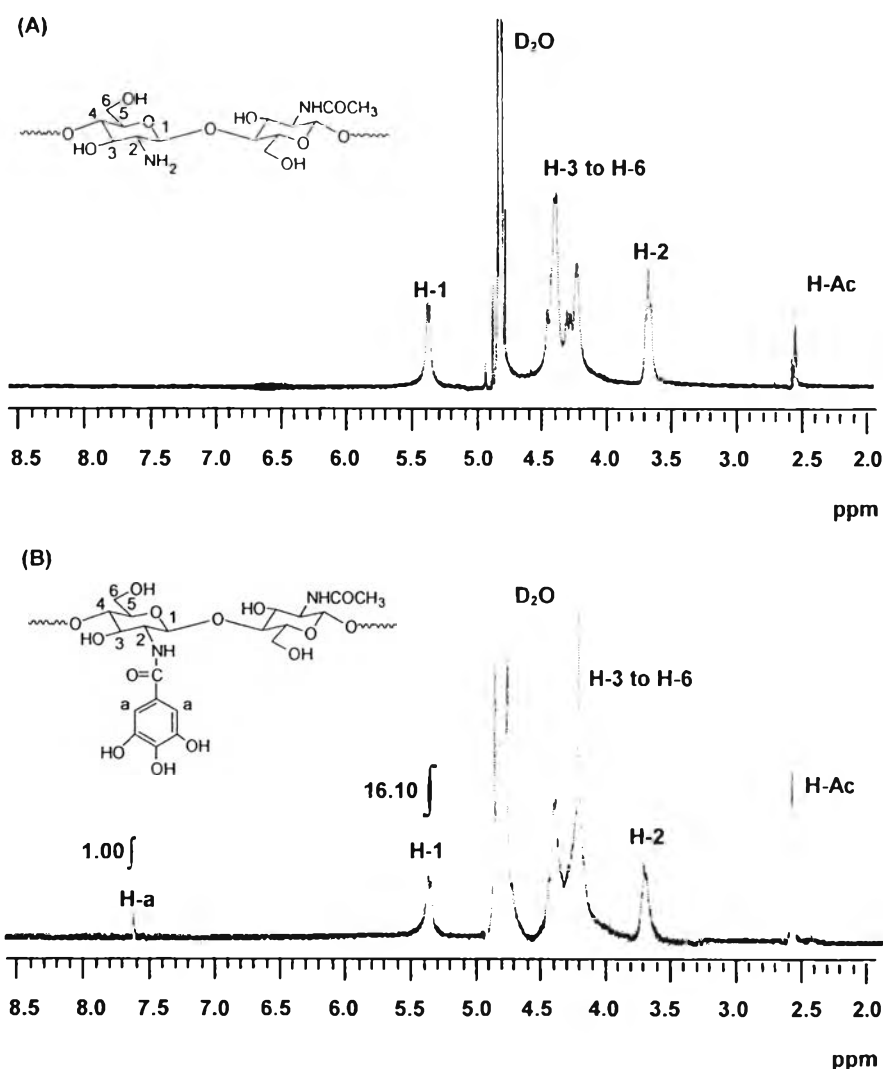 (A)
D₂O
6 OH
4 5 O 1 O
O
HO 3 2 NH₂
HO NHCOCH₃
O O
OH
H-3 to H-6
H-1
H-2
H-Ac
8.5 8.0 7.5 7.0 6.5 6.0 5.5 5.0 4.5 4.0 3.5 3.0 2.5 2.0
ppm
(B)
D₂O
6 OH
4 5 O 1 O
O
HO 3 2 NH
HO HN COCH₃
O O
OH
O=C
a a
HO OH
OH
H-3 to H-6
16.10
H-Ac
1.00
H-1
H-2
H-a
8.5 8.0 7.5 7.0 6.5 6.0 5.5 5.0 4.5 4.0 3.5 3.0 2.5 2.0
ppm